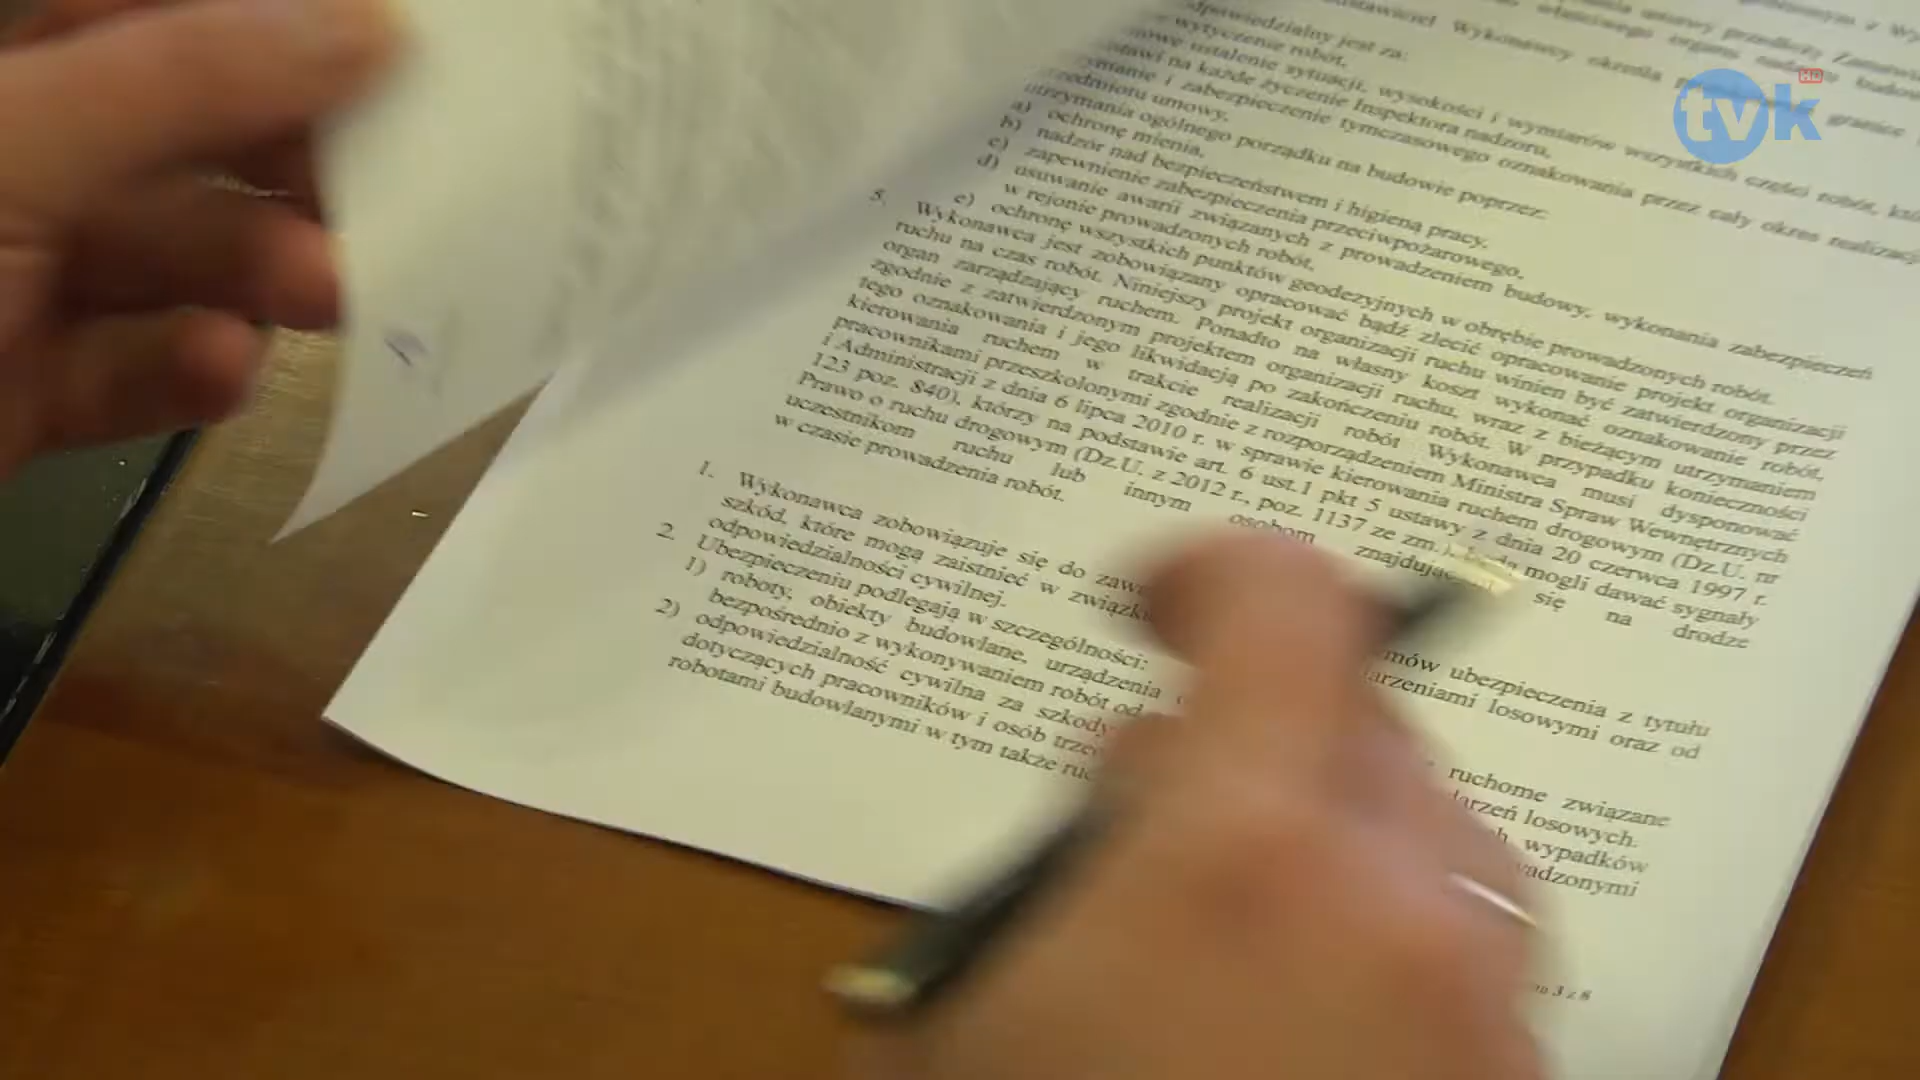 tvk HD
Wykonawcy określa
odpowiedzialny jest za:
wytyczenie robót,
ustalenie sytuacji, wysokości i wymiarów wszystkich części robót,
na każde życzenie Inspektora nadzoru,
i zabezpieczenie tymczasowego oznakowania przez cały okres realizacji
umowy,
utrzymania ogólnego porządku na budowie poprzez:
a) ochronę mienia,
b) nadzór nad bezpieczeństwem i higieną pracy,
c) zapewnienie zabezpieczenia przeciwpożarowego,
d) usuwanie awarii związanych z prowadzeniem budowy, wykonania zabezpieczeń
w rejonie prowadzonych robót,
e) ochronę wszystkich punktów geodezyjnych w obrębie prowadzonych robót.
5. Wykonawca jest zobowiązany opracować bądź zlecić opracowanie projekt organizacji
ruchu na czas robót. Niniejszy projekt organizacji ruchu winien być zatwierdzony przez
organ zarządzający ruchem. Ponadto na własny koszt wykonać oznakowanie robót,
zgodnie z zatwierdzonym projektem organizacji ruchu, wraz z bieżącym utrzymaniem
tego oznakowania i jego likwidacją po zakończeniu robót. W przypadku konieczności
kierowania ruchem w trakcie realizacji robót Wykonawca musi dysponować
pracownikami przeszkolonymi zgodnie z rozporządzeniem Ministra Spraw Wewnętrznych
i Administracji z dnia 6 lipca 2010 r. w sprawie kierowania ruchem drogowym (Dz.U. nr
123 poz. 840), którzy na podstawie art. 6 ust.1 pkt 5 ustawy z dnia 20 czerwca 1997 r.
Prawo o ruchu drogowym (Dz.U. z 2012 r., poz. 1137 ze zm.) będą mogli dawać sygnały
uczestnikom ruchu lub innym osobom znajdującym się na drodze
w czasie prowadzenia robót.
1. Wykonawca zobowiązuje się do umów ubezpieczenia z tytułu
szkód, które mogą zaistnieć w związku zdarzeniami losowymi oraz od
odpowiedzialności cywilnej.
2. Ubezpieczeniu podlegają w szczególności:
1) roboty, obiekty budowlane, urządzenia ruchome związane
bezpośrednio z wykonywaniem robót od zdarzeń losowych.
2) odpowiedzialność cywilna za szkody wypadków
dotyczących pracowników i osób prowadzonymi
robotami budowlanymi w tym także
3 z 8